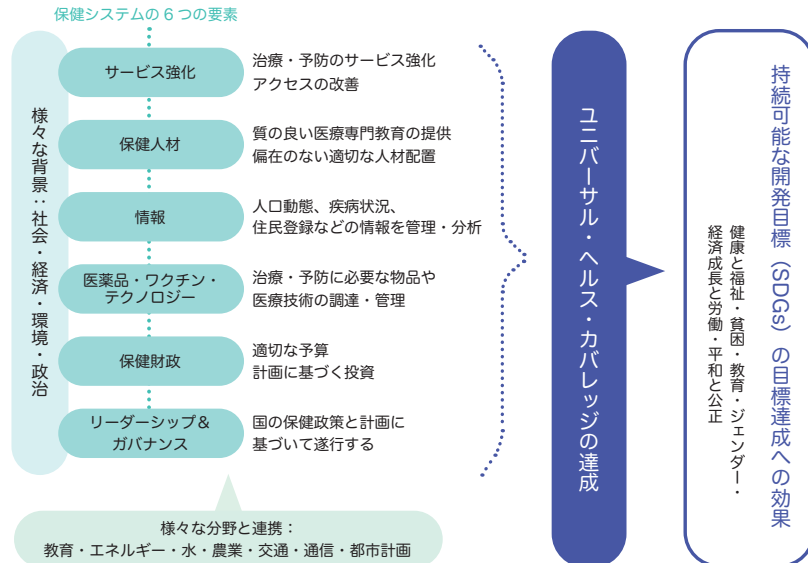 保健システムの6つの要素
様々な背景：社会・経済・環境・政治
サービス強化
治療・予防のサービス強化
アクセスの改善
保健人材
質の良い医療専門教育の提供
偏在のない適切な人材配置
情報
人口動態、疾病状況、
住民登録などの情報を管理・分析
医薬品・ワクチン・
テクノロジー
治療・予防に必要な物品や
医療技術の調達・管理
保健財政
適切な予算
計画に基づく投資
リーダーシップ＆
ガバナンス
国の保健政策と計画に
基づいて遂行する
様々な分野と連携：
教育・エネルギー・水・農業・交通・通信・都市計画
ユニバーサル・ヘルス・カバレッジの達成
持続可能な開発目標（SDGs）の目標達成への効果
健康と福祉・貧困・教育・ジェンダー・
経済成長と労働・平和と公正